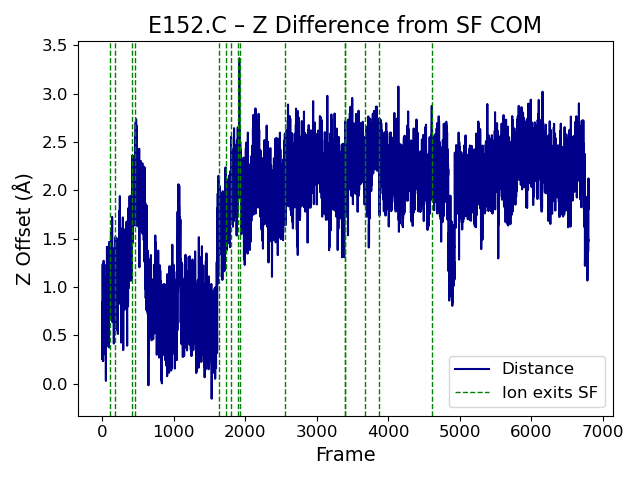 E152.C – Z Difference from SF COM
3.5
3.0
2.5
2.0
1.5
1.0
0.5
0.0
Z Offset (Å)
Distance
Ion exits SF
0 1000 2000 3000 4000 5000 6000 7000
Frame